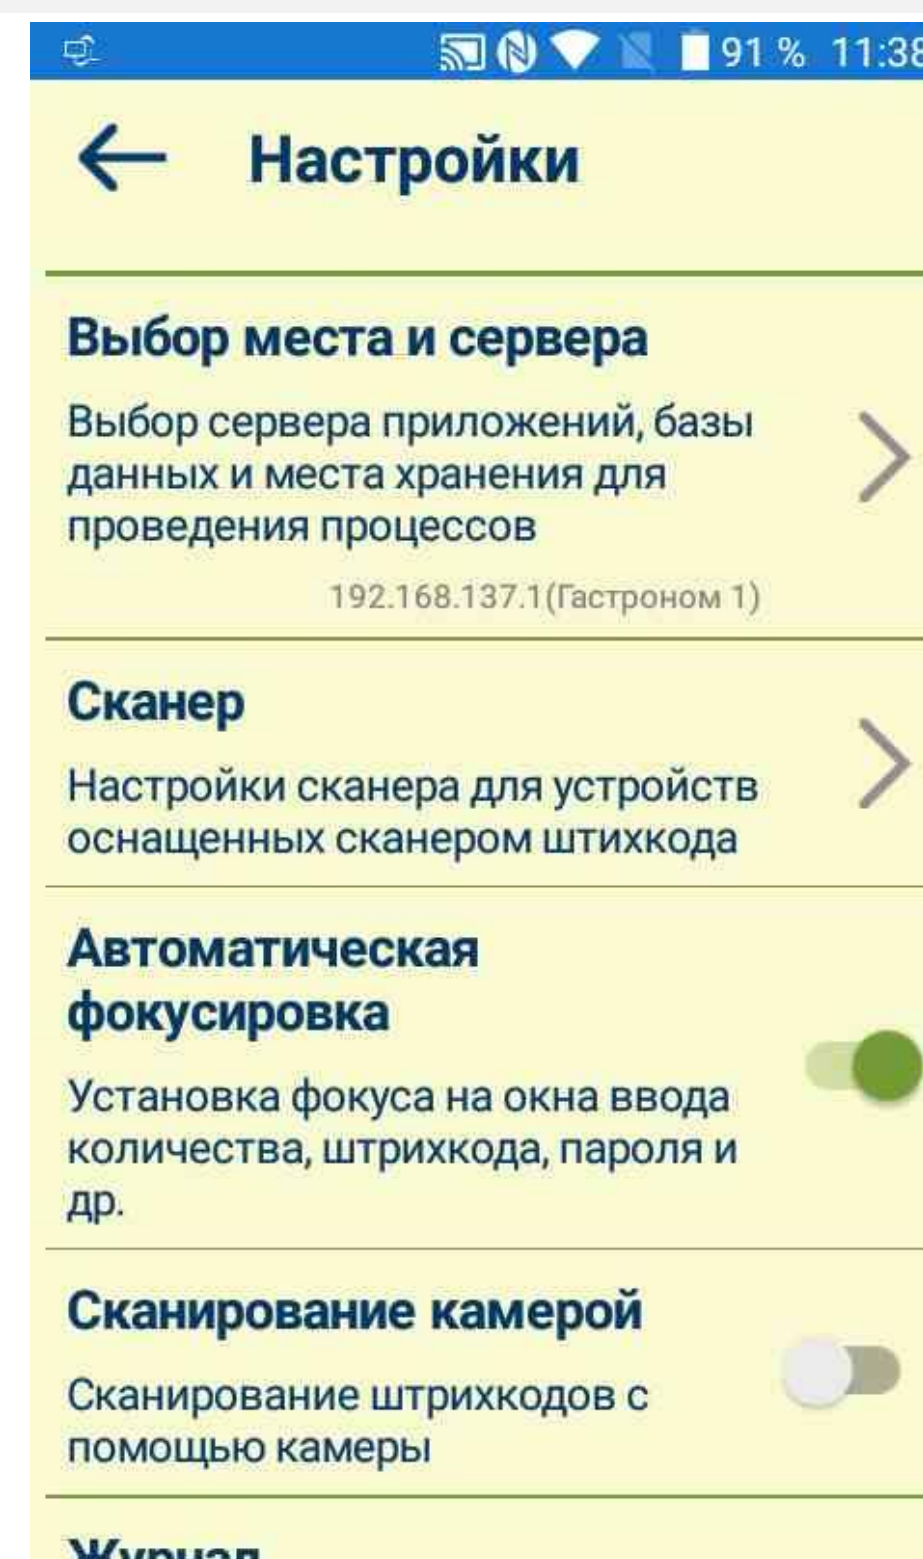 91 % 11:38
Настройки
Выбор места и сервера
Выбор сервера приложений, базы
данных и места хранения для
проведения процессов
192.168.137.1(Гастроном 1)
Сканер
Настройки сканера для устройств
оснащенных сканером штихкода
Автоматическая
фокусировка
Установка фокуса на окна ввода
количества, штрихкода, пароля и
др.
Сканирование камерой
Сканирование штрихкодов с
помощью камеры
Журнал